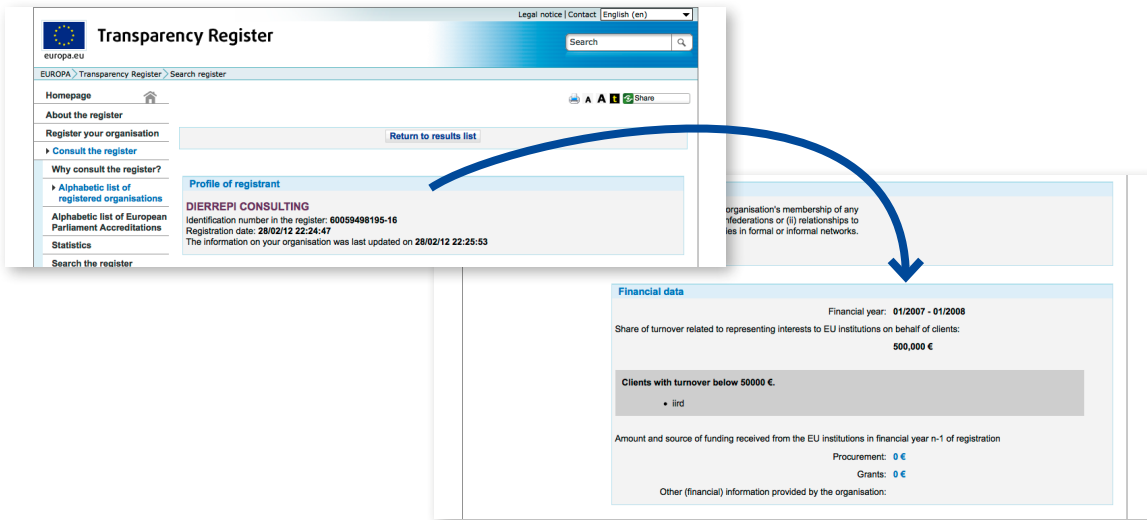 Legal notice | Contact English (en)
europa.eu
Transparency Register
Search
EUROPA Transparency Register Search register
Homepage
About the register
Register your organisation
Consult the register
Why consult the register?
Alphabetic list of
registered organisations
Alphabetic list of European
Parliament Accreditations
Statistics
Search the register
A A t Share
Return to results list
Profile of registrant
DIERREPI CONSULTING
Identification number in the register: 60059498195-16
Registration date: 28/02/12 22:24:47
The information on your organisation was last updated on 28/02/12 22:25:53
organisation's membership of any
federations or (ii) relationships to
in formal or informal networks.
Financial data
Financial year: 01/2007 - 01/2008
Share of turnover related to representing interests to EU institutions on behalf of clients:
500,000 €
Clients with turnover below 50000 €.
• iird
Amount and source of funding received from the EU institutions in financial year n-1 of registration
Procurement: 0 €
Grants: 0 €
Other (financial) information provided by the organisation: